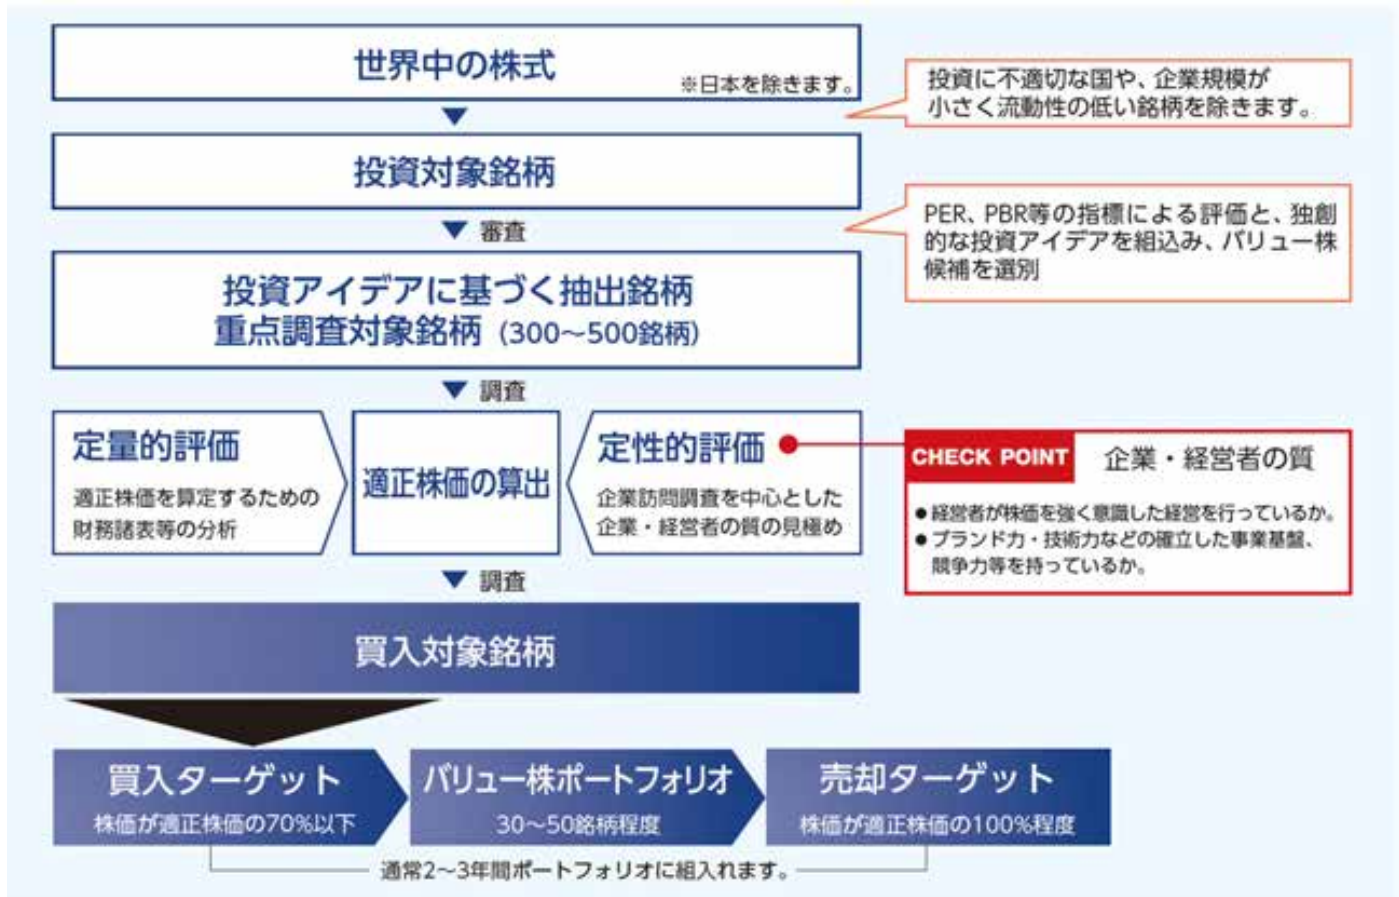 世界中の株式
※日本を除きます。
投資に不適切な国や、企業規模が
小さく流動性の低い銘柄を除きます。
投資対象銘柄
▼ 審査
PER、PBR等の指標による評価と、独創
的な投資アイデアを組込み、バリュー株
候補を選別
投資アイデアに基づく抽出銘柄
重点調査対象銘柄（300～500銘柄）
▼ 調査
定量的評価
適正株価を算定するための
財務諸表等の分析
適正株価の算出
定性的評価
企業訪問調査を中心とした
企業・経営者の質の見極め
CHECK POINT 企業・経営者の質
●経営者が株価を強く意識した経営を行っているか。
●ブランド力・技術力などの確立した事業基盤、
競争力等を持っているか。
▼ 調査
買入対象銘柄
買入ターゲット
株価が適正株価の70%以下
バリュー株ポートフォリオ
30～50銘柄程度
売却ターゲット
株価が適正株価の100%程度
通常2～3年間ポートフォリオに組入れます。